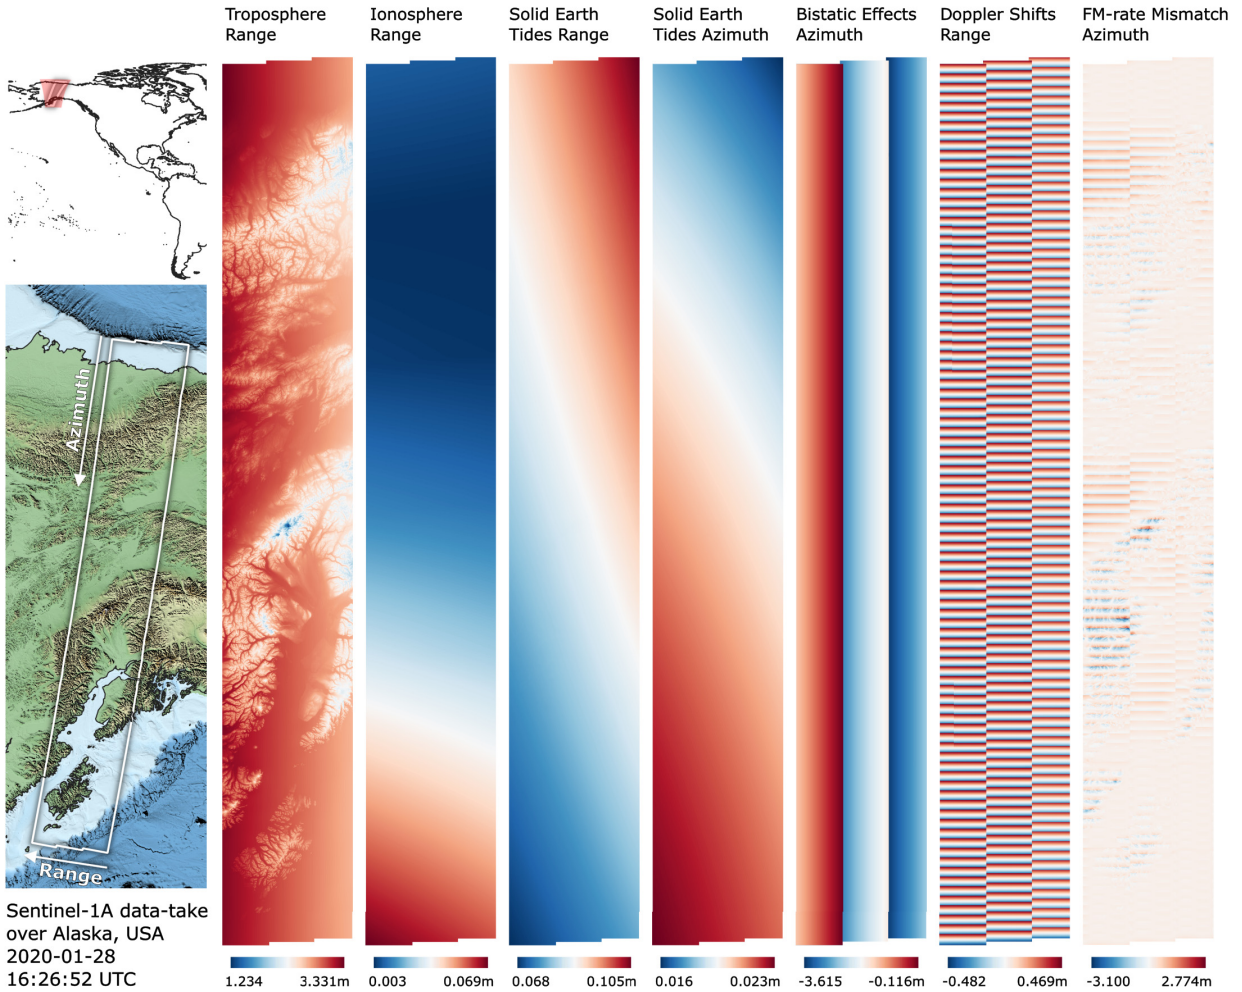 Troposphere
Range
Ionosphere
Range
Solid Earth
Tides Range
Solid Earth
Tides Azimuth
Bistatic Effects
Azimuth
Doppler Shifts
Range
FM-rate Mismatch
Azimuth
Azimuth
Range
Sentinel-1A data-take
over Alaska, USA
2020-01-28
16:26:52 UTC
1.234 3.331m
0.003 0.069m
0.068 0.105m
0.016 0.023m
-3.615 -0.116m
-0.482 0.469m
-3.100 2.774m